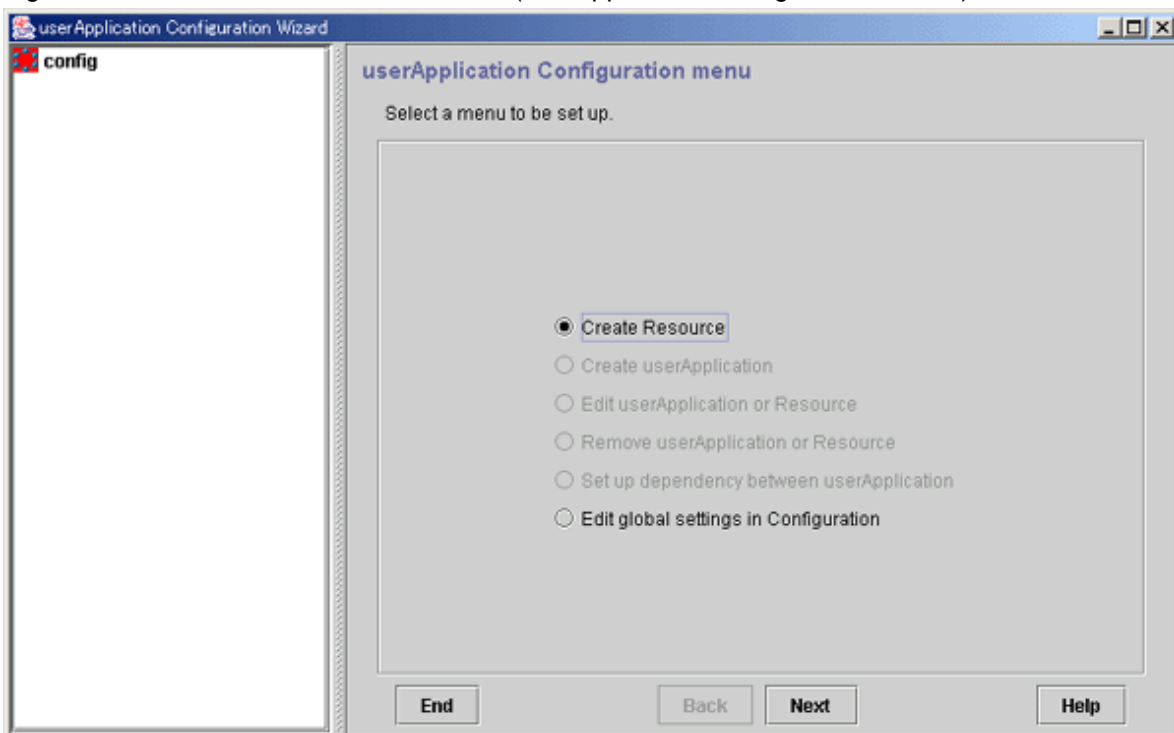 userApplication Configuration Wizard
config
userApplication Configuration menu
Select a menu to be set up.
Create Resource
Create userApplication
Edit userApplication or Resource
Remove userApplication or Resource
Set up dependency between userApplication
Edit global settings in Configuration
End
Back
Next
Help